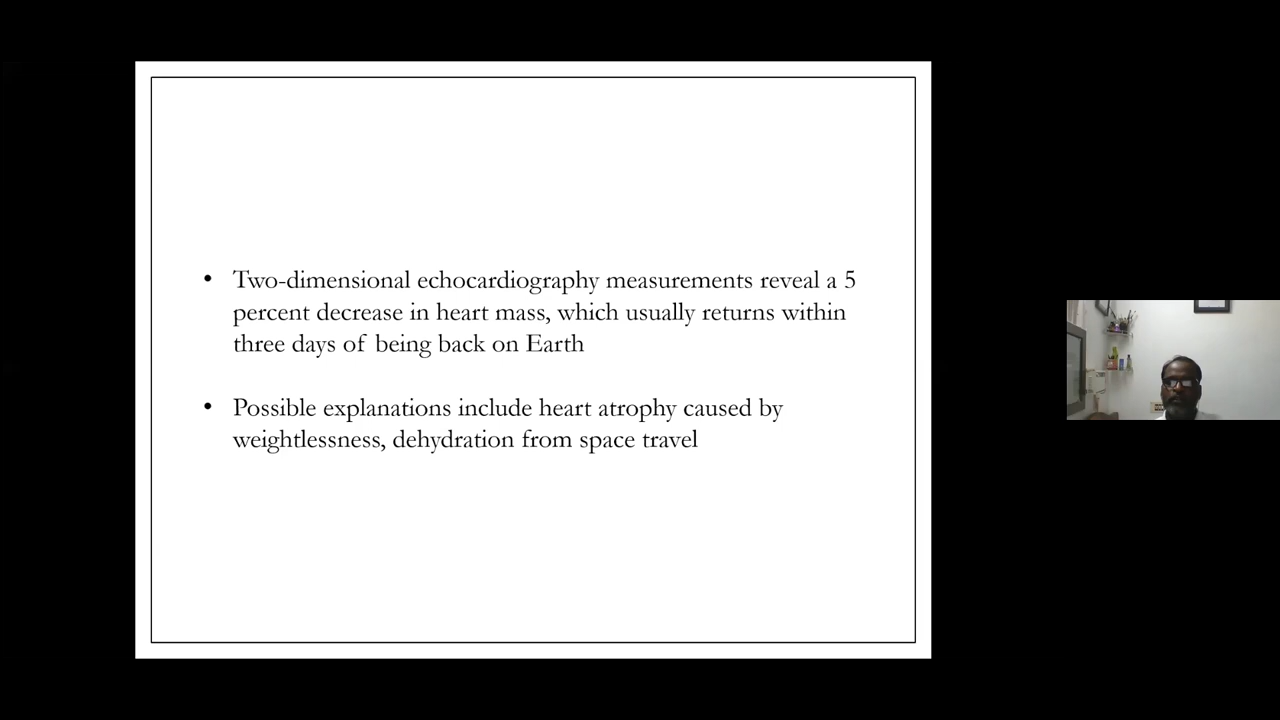 • Two-dimensional echocardiography measurements reveal a 5
percent decrease in heart mass, which usually returns within
three days of being back on Earth
• Possible explanations include heart atrophy caused by
weightlessness, dehydration from space travel